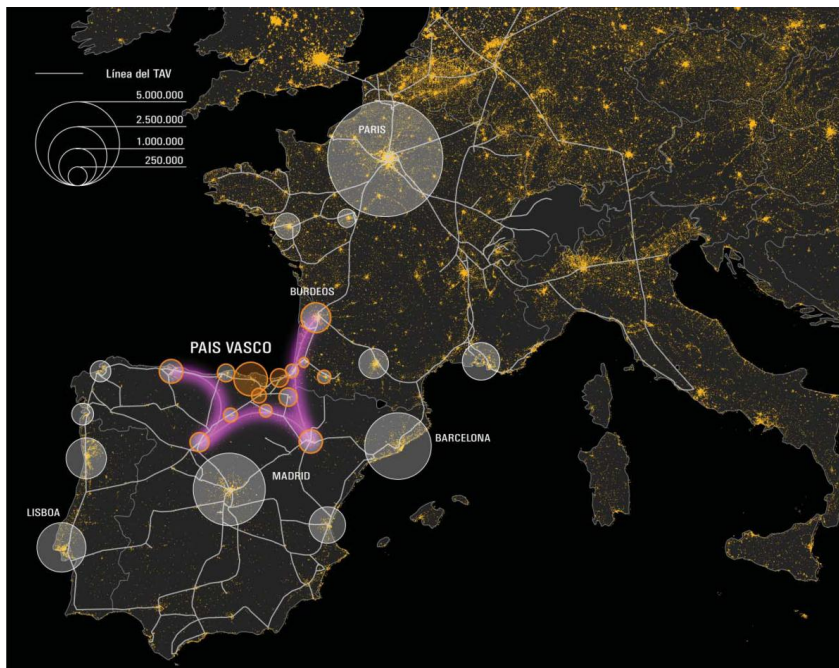 Línea del TAV
5.000.000
2.500.000
1.000.000
250.000
PARIS
BURDEOS
PAIS VASCO
BARCELONA
MADRID
LISBOA